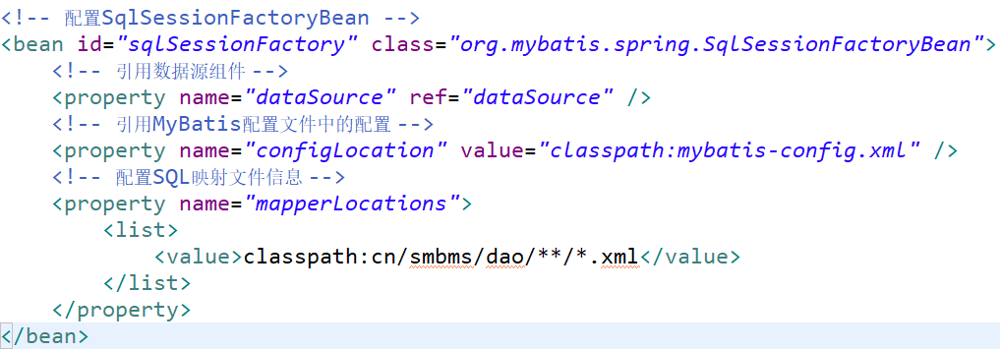 <!-- 配置SqlSessionFactoryBean -->
<bean id="sqlSessionFactory" class="org.mybatis.spring.SqlSessionFactoryBean">
    <!-- 引用数据源组件 -->
    <property name="dataSource" ref="dataSource" />
    <!-- 引用MyBatis配置文件中的配置 -->
    <property name="configLocation" value="classpath:mybatis-config.xml" />
    <!-- 配置SQL映射文件信息 -->
    <property name="mapperLocations">
        <list>
            <value>classpath:cn/smbms/dao/**/*.xml</value>
        </list>
    </property>
</bean>